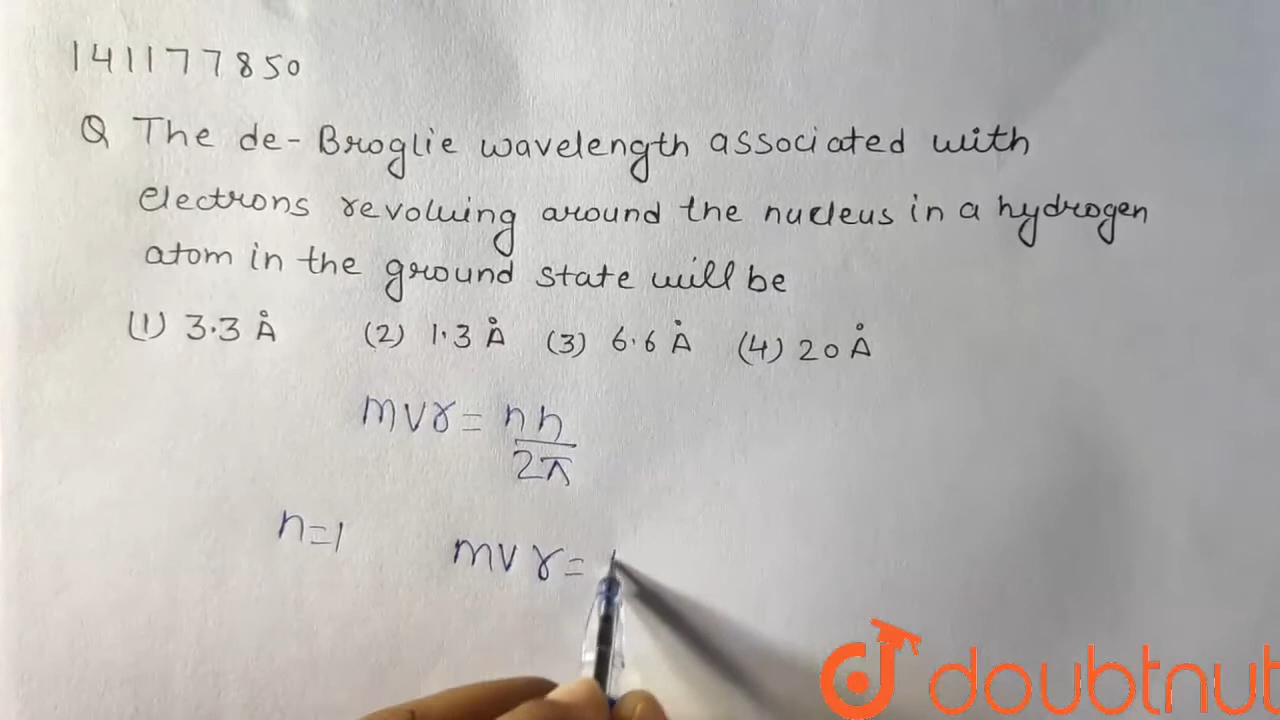 141177850
Q The de-Broglie wavelength associated with
electrons revolving around the nucleus in a hydrogen
atom in the ground state will be
(1) 3.3 Å (2) 1.3 Å (3) 6.6 Å (4) 20 Å
mvr = nh
2π
n=1 mvr =
doubtnut